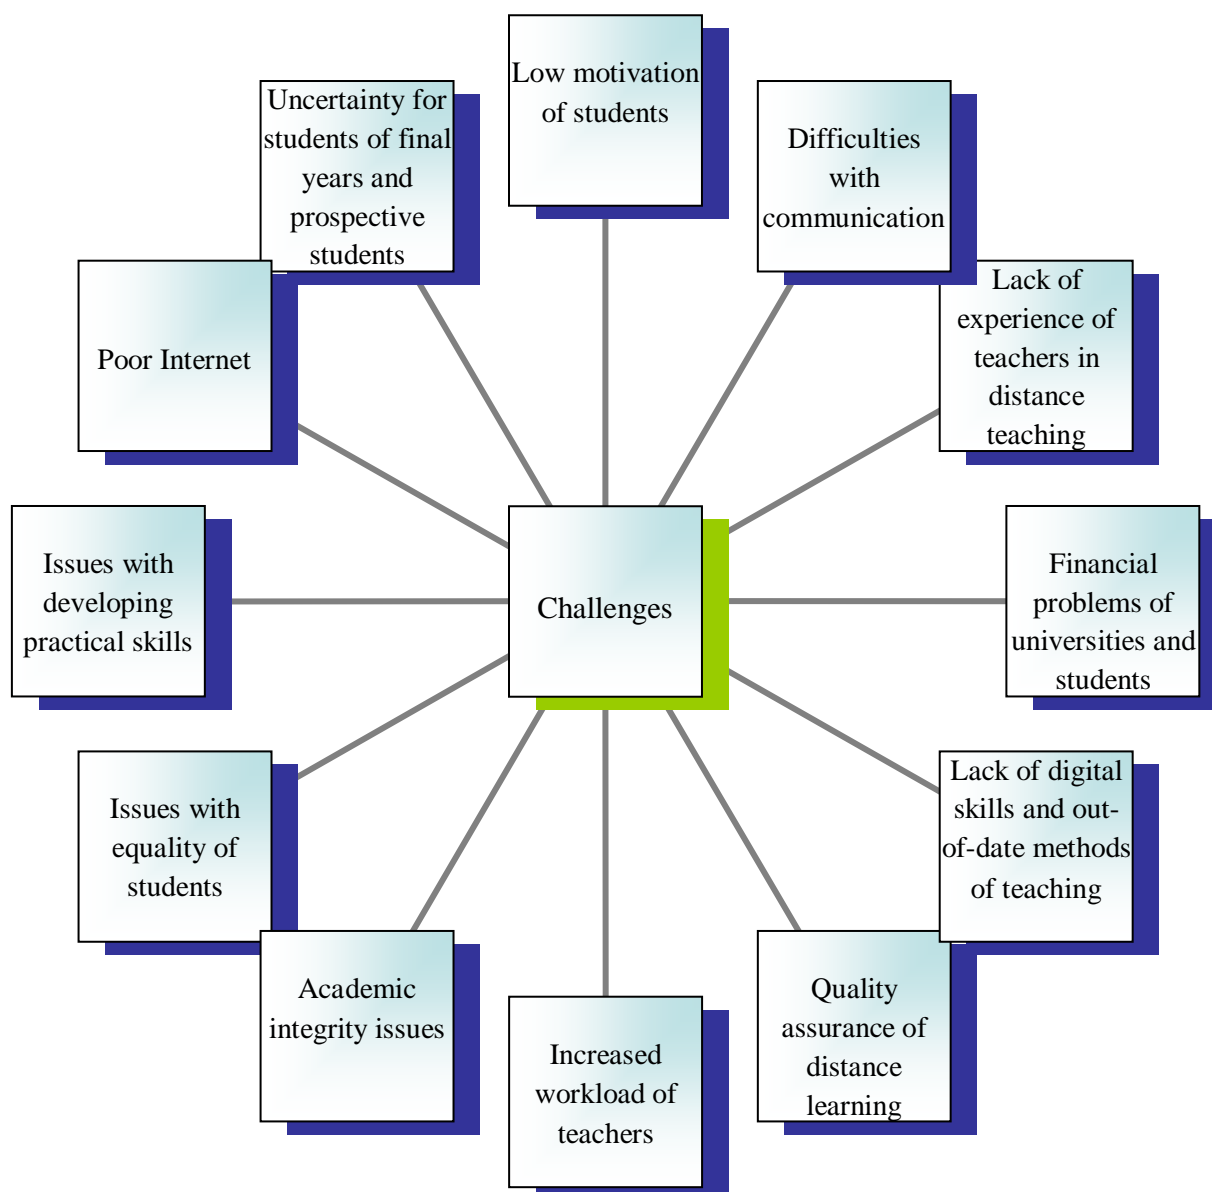 Low motivation
of students
Difficulties
with
communication
Lack of
experience of
teachers in
distance
teaching
Financial
problems of
universities and
students
Lack of digital
skills and out-
of-date methods
of teaching
Quality
assurance of
distance
learning
Increased
workload of
teachers
Academic
integrity issues
Issues with
equality of
students
Issues with
developing
practical skills
Poor Internet
Uncertainty for
students of final
years and
prospective
students
Challenges